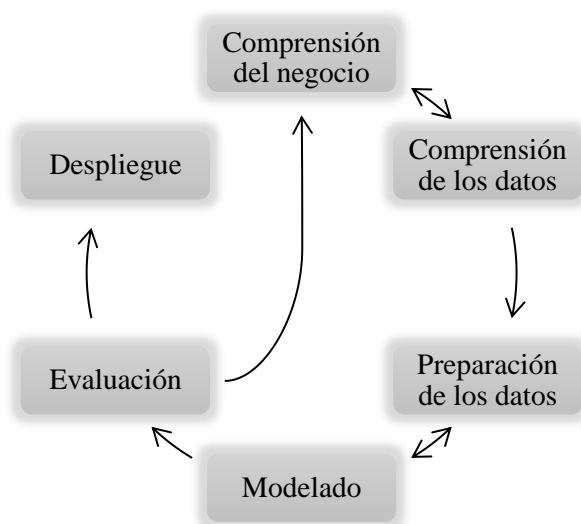 Comprensión
del negocio
Comprensión
de los datos
Preparación
de los datos
Modelado
Evaluación
Despliegue